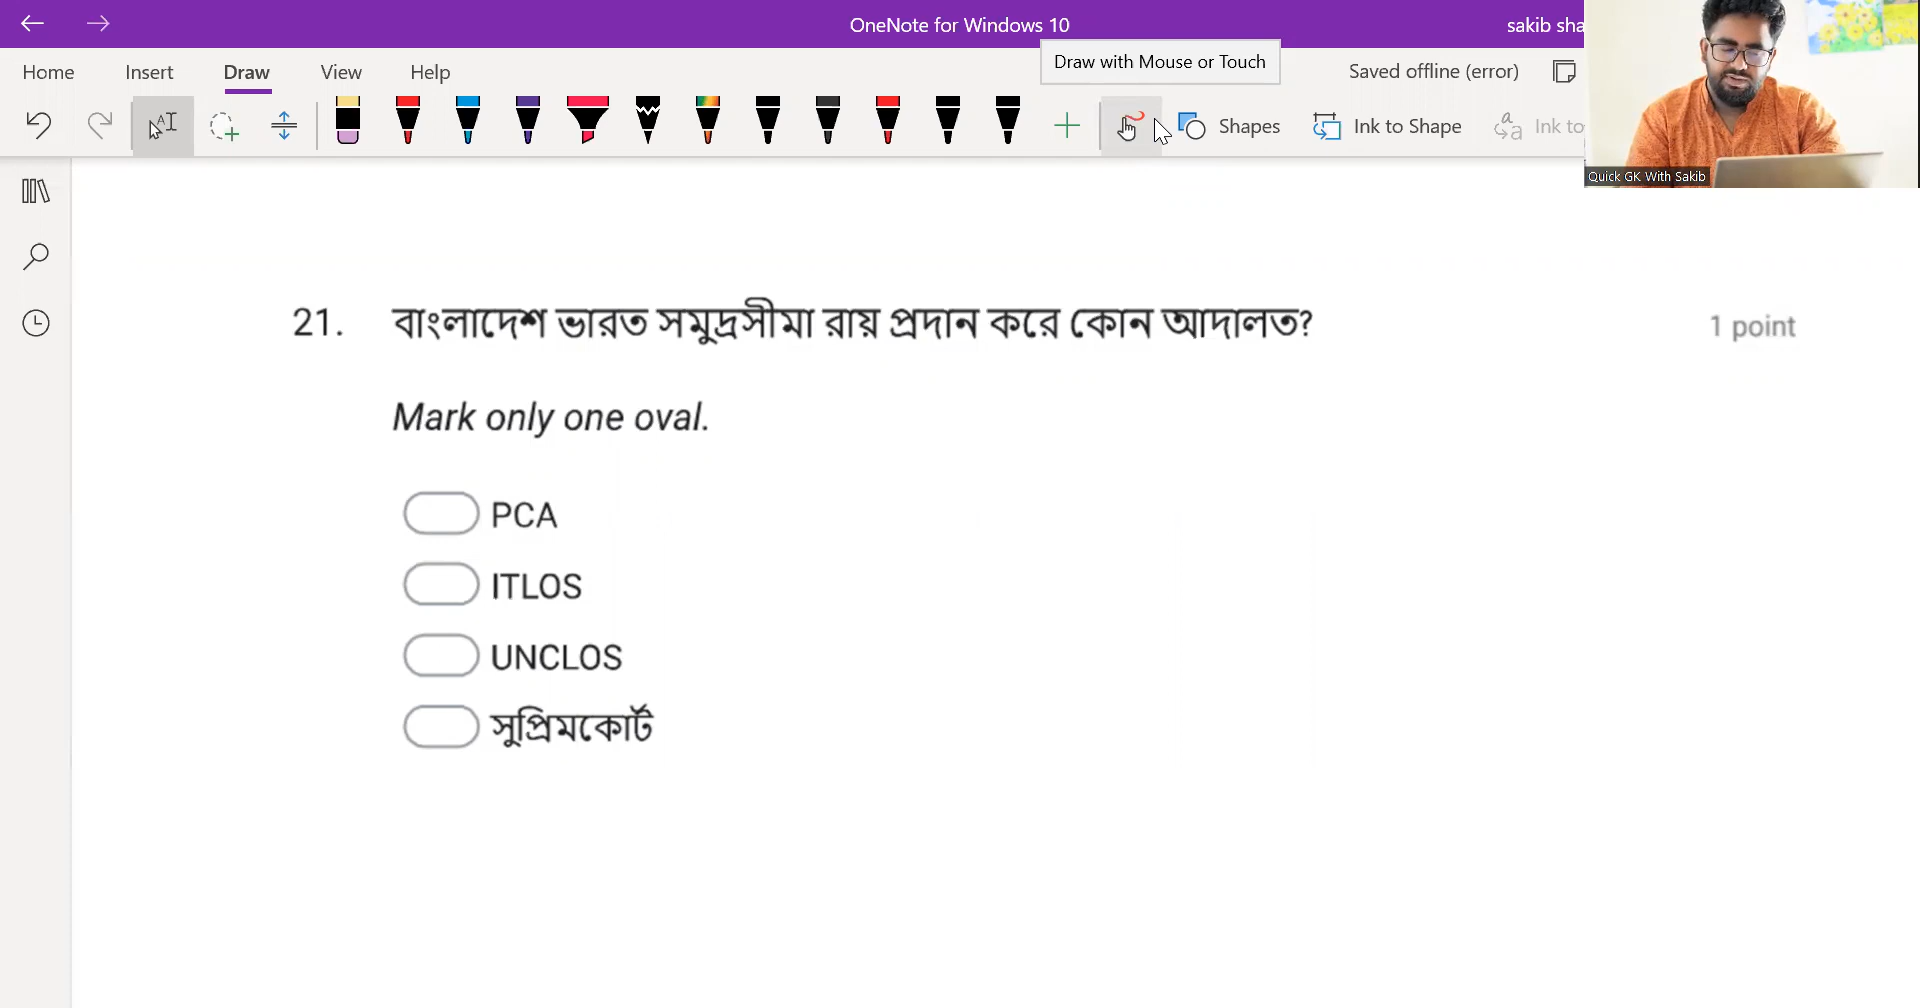 OneNote for Windows 10
sakib sha
Home Insert Draw View Help
Draw with Mouse or Touch
Saved offline (error)
Shapes Ink to Shape Ink to
Quick GK With Sakib
21. বাংলাদেশ ভারত সমুদ্রসীমা রায় প্রদান করে কোন আদালত? 1 point
Mark only one oval.
PCA
ITLOS
UNCLOS
সুপ্রিমকোর্ট